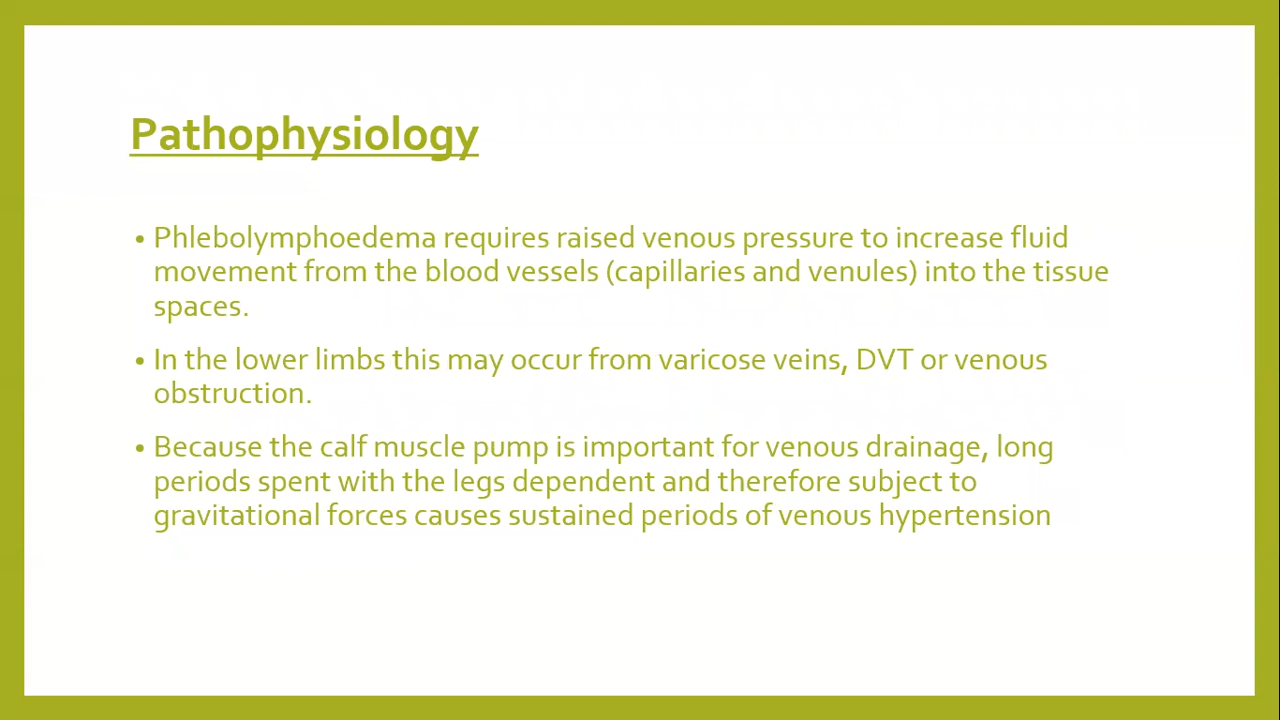 Pathophysiology
• Phlebolymphoedema requires raised venous pressure to increase fluid
movement from the blood vessels (capillaries and venules) into the tissue
spaces.
• In the lower limbs this may occur from varicose veins, DVT or venous
obstruction.
• Because the calf muscle pump is important for venous drainage, long
periods spent with the legs dependent and therefore subject to
gravitational forces causes sustained periods of venous hypertension